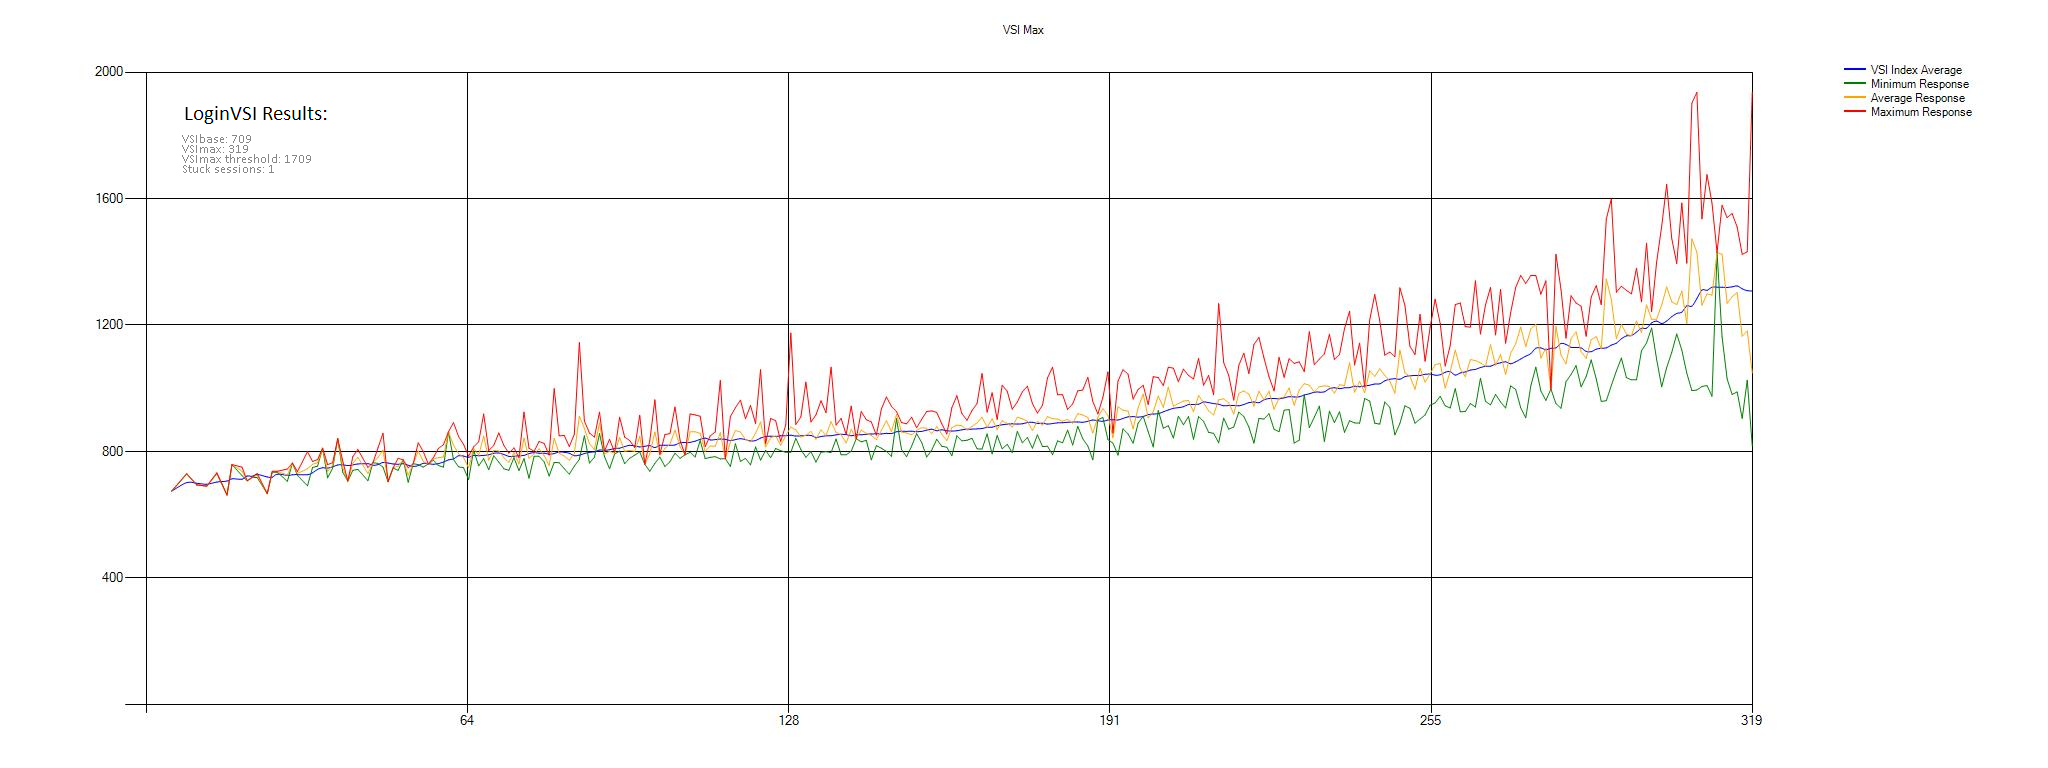 VSI Max
2000
1600
1200
800
400
LoginVSI Results:
VSIbase: 709
VSImax: 319
VSImax threshold: 1709
Stuck sessions: 1
VSI Index Average
Minimum Response
Average Response
Maximum Response
64
128
191
255
319